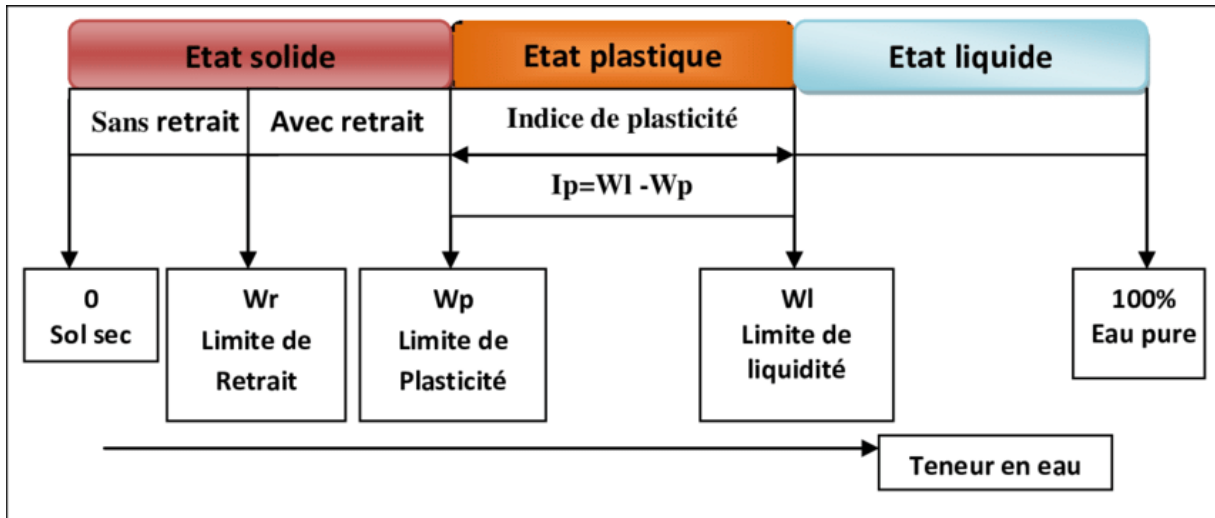 Etat solide
Etat plastique
Etat liquide
Sans retrait
Avec retrait
Indice de plasticité
Ip=Wl -Wp
0
Sol sec
Wr
Limite de
Retrait
Wp
Limite de
Plasticité
Wl
Limite de
liquidité
100%
Eau pure
Teneur en eau